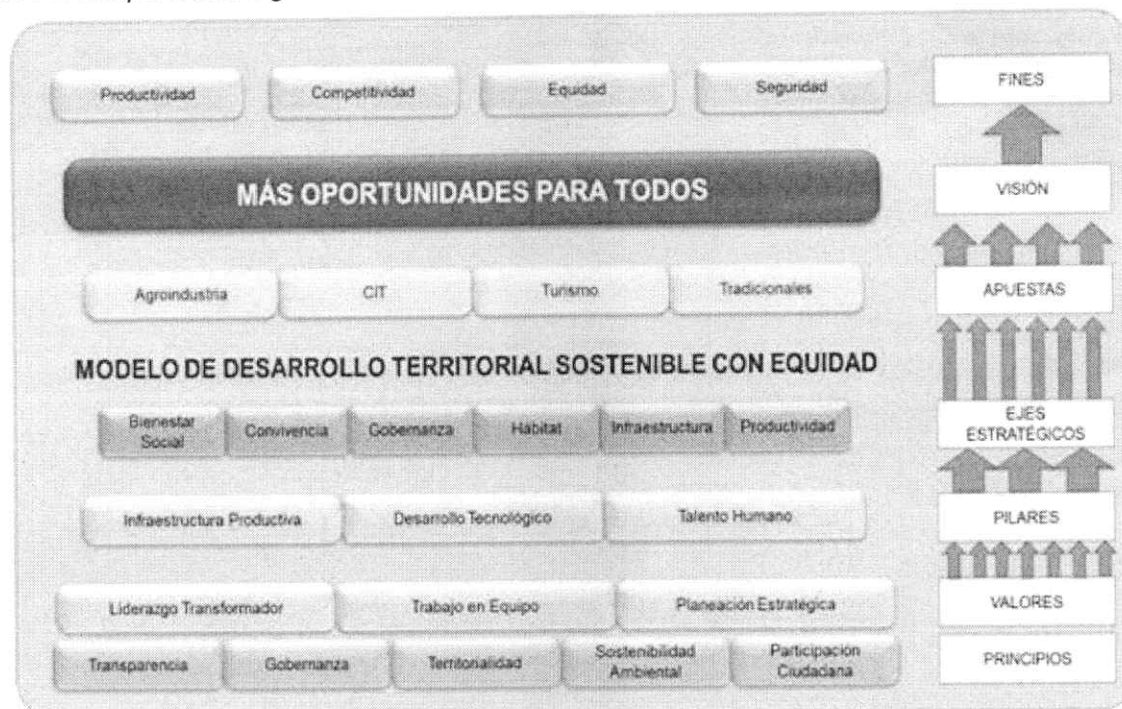 Productividad Competitividad Equidad Seguridad FINES
MÁS OPORTUNIDADES PARA TODOS VISIÓN
Agroindustria CIT Turismo Tradicionales APUESTAS
MODELO DE DESARROLLO TERRITORIAL SOSTENIBLE CON EQUIDAD
Bienestar
Social Convivencia Gobernanza Hábitat Infraestructura Productividad
EJES
ESTRATÉGICOS
Infraestructura Productiva Desarrollo Tecnológico Talento Humano PILARES
Liderazgo Transformador Trabajo en Equipo Planeación Estratégica VALORES
Transparencia Gobernanza Territorialidad
Sostenibilidad
Ambiental
Participación
Ciudadana
PRINCIPIOS